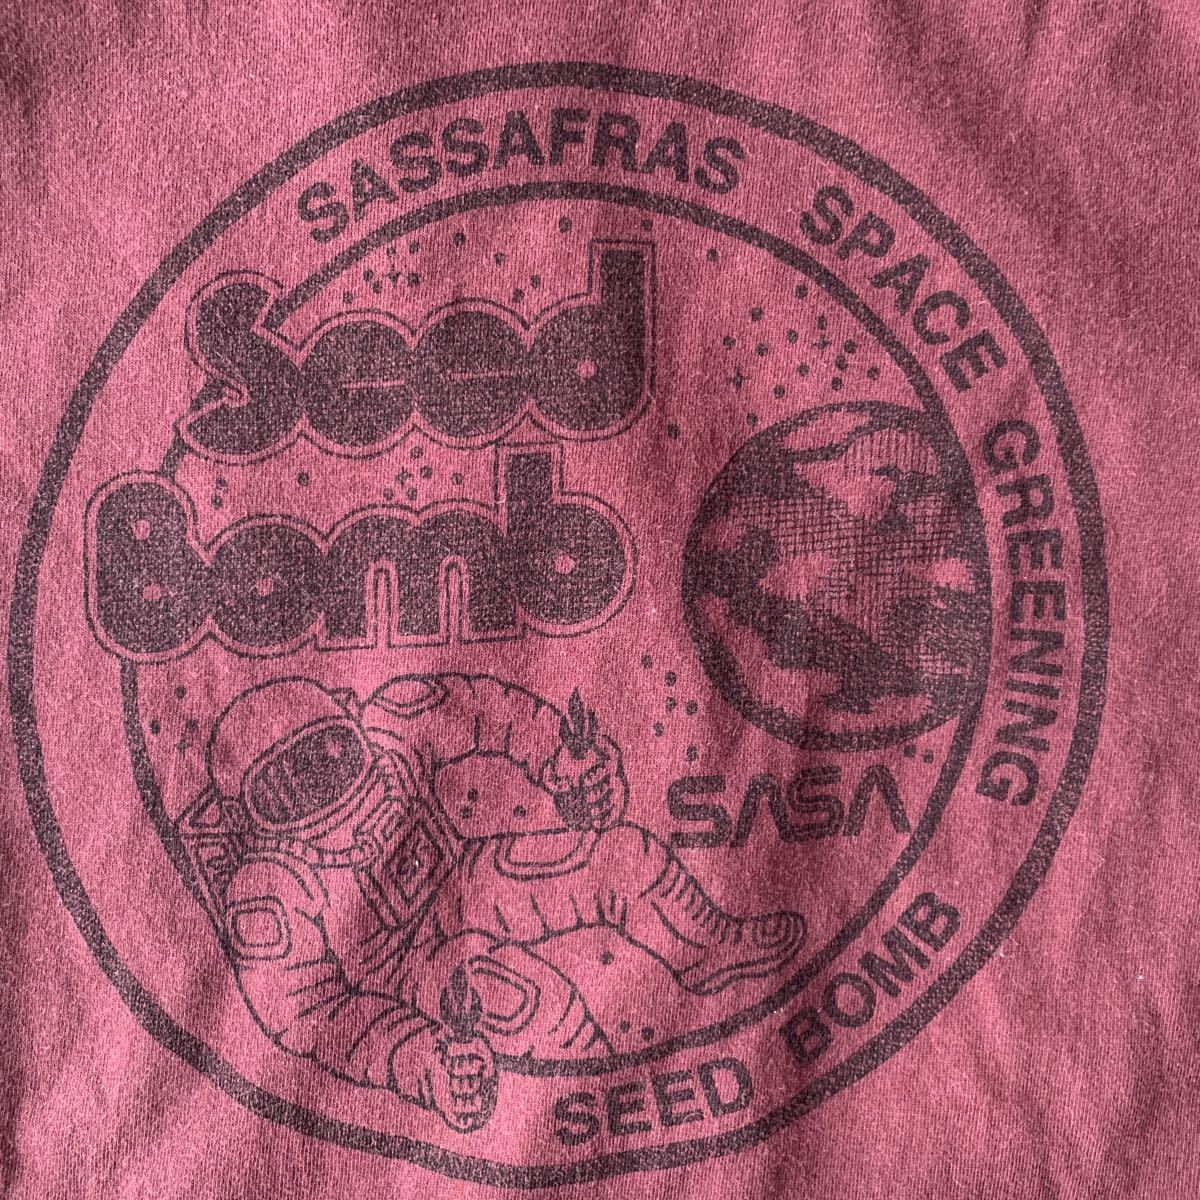 SASSAFRAS SPACE GREENING
Seed
Bomb
SASA
SEED BOMB